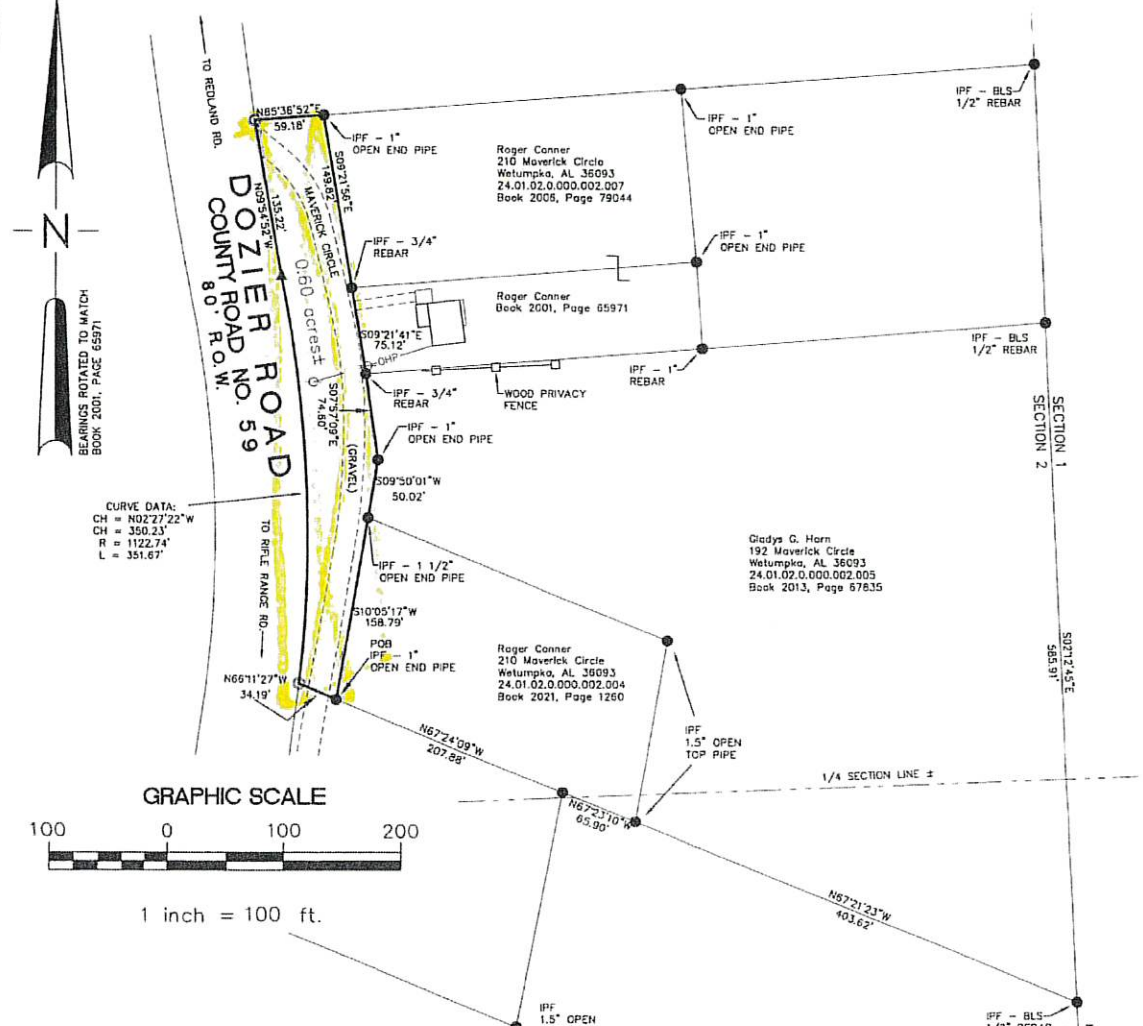 TO REDLAND RD.
N85°36'52"E
59.18'
IPF - 1"
OPEN END PIPE
IPF - 1"
OPEN END PIPE
IPF - BLS
1/2" REBAR
Roger Conner
210 Maverick Circle
Wetumpka, AL 36093
24.01.02.0.000.002.007
Book 2006, Page 79044
S09°21'56"E
149.82'
MAVERICK CIRCLE
N09°54'52"W
135.22'
DOZIER ROAD
COUNTY ROAD NO. 59
80' R.O.W.
N
BEARINGS ROTATED TO MATCH
BOOK 2001, PAGE 65971
0.60 acres±
IPF - 3/4"
REBAR
IPF - 1"
OPEN END PIPE
Roger Conner
Book 2001, Page 65971
S09°21'41"E
75.12'
OHP
IPF - 3/4"
REBAR
WOOD PRIVACY
FENCE
IPF - 1"
REBAR
IPF - BLS
1/2" REBAR
SECTION 1
SECTION 2
S07°57'09"E
74.60'
(GRAVEL)
IPF - 1"
OPEN END PIPE
S09°50'01"W
50.02'
CURVE DATA:
CH = N02°27'22"W
CH = 350.23'
R = 1122.74'
L = 351.67'
TO RIFLE RANGE RD.
IPF - 1 1/2"
OPEN END PIPE
Gladys G. Horn
192 Maverick Circle
Wetumpka, AL 36093
24.01.02.0.000.002.005
Book 2013, Page 67635
S10°05'17"W
158.79'
POB
IPF - 1"
OPEN END PIPE
N66°11'27"W
34.19'
Roger Conner
210 Maverick Circle
Wetumpka, AL 36093
24.01.02.0.000.002.004
Book 2021, Page 1260
S02°12'45"E
585.91'
IPF
1.5" OPEN
TOP PIPE
N67°24'09"W
207.88'
1/4 SECTION LINE ±
N67°23'10"W
65.90'
N67°21'23"W
403.62'
GRAPHIC SCALE
100 0 100 200
1 inch = 100 ft.
IPF
1.5" OPEN
IPF - BLS
1/2" REBAR